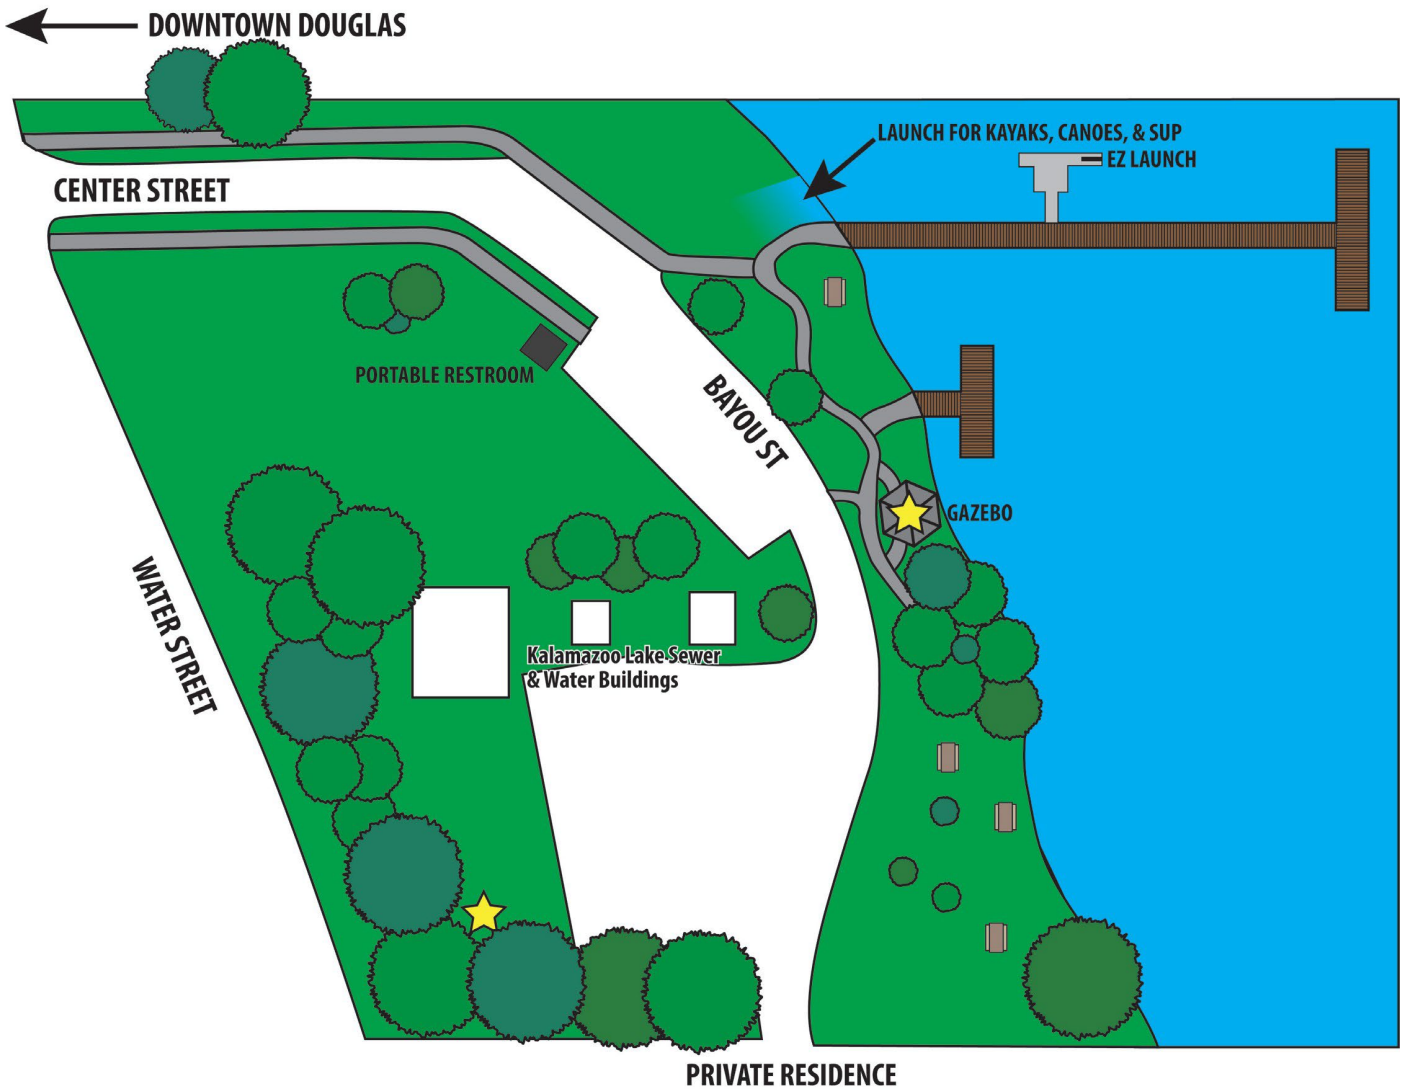 DOWNTOWN DOUGLAS
LAUNCH FOR KAYAKS, CANOES, & SUP
EZ LAUNCH
CENTER STREET
PORTABLE RESTROOM
BAYOU ST
GAZEBO
WATER STREET
Kalamazoo Lake Sewer
& Water Buildings
PRIVATE RESIDENCE